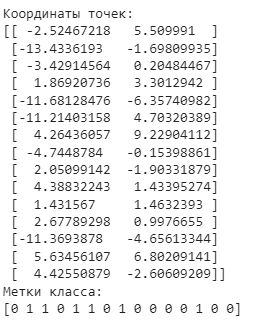 Координаты точек:
[[ -2.52467218 5.509991 ]
[-13.4336193 -1.69809935]
[ -3.42914564 0.20484467]
[ 1.86920736 3.3012942 ]
[-11.68128476 -6.35740982]
[-11.21403158 4.70320389]
[ 4.26436057 9.22904112]
[ -4.7448784 -0.15398861]
[ 2.05099142 -1.90331879]
[ 4.38832243 1.43395274]
[ 1.431567 1.4632393 ]
[ 2.67789298 0.9976655 ]
[-11.3693878 -4.65613344]
[ 5.63456107 6.80209141]
[ 4.42550879 -2.60609209]]
Метки класса:
[0 1 1 0 1 1 0 1 0 0 0 0 1 0 0]